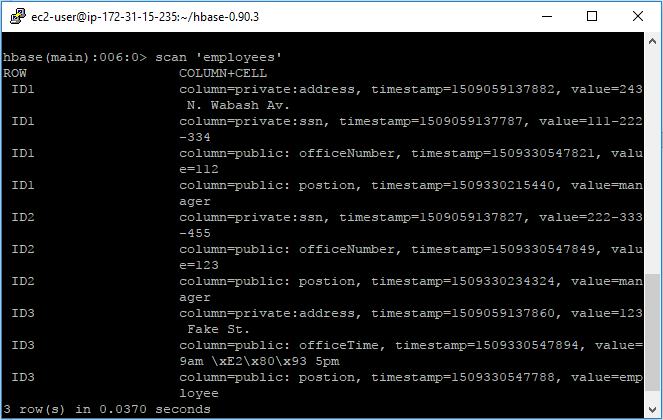 ec2-user@ip-172-31-15-235:~/hbase-0.90.3
hbase(main):006:0> scan 'employees'
ROW                    COLUMN+CELL
 ID1                   column=private:address, timestamp=1509059137882, value=243
                        N. Wabash Av.
 ID1                   column=private:ssn, timestamp=1509059137787, value=111-222
                       -334
 ID1                   column=public: officeNumber, timestamp=1509330547821, valu
                       e=112
 ID1                   column=public: postion, timestamp=1509330215440, value=man
                       ager
 ID2                   column=private:ssn, timestamp=1509059137827, value=222-333
                       -455
 ID2                   column=public: officeNumber, timestamp=1509330547849, valu
                       e=123
 ID2                   column=public: postion, timestamp=1509330234324, value=man
                       ager
 ID3                   column=private:address, timestamp=1509059137860, value=123
                        Fake St.
 ID3                   column=public: officeTime, timestamp=1509330547894, value=
                       9am \xE2\x80\x93 5pm
 ID3                   column=public: postion, timestamp=1509330547788, value=emp
                       loyee
3 row(s) in 0.0370 seconds